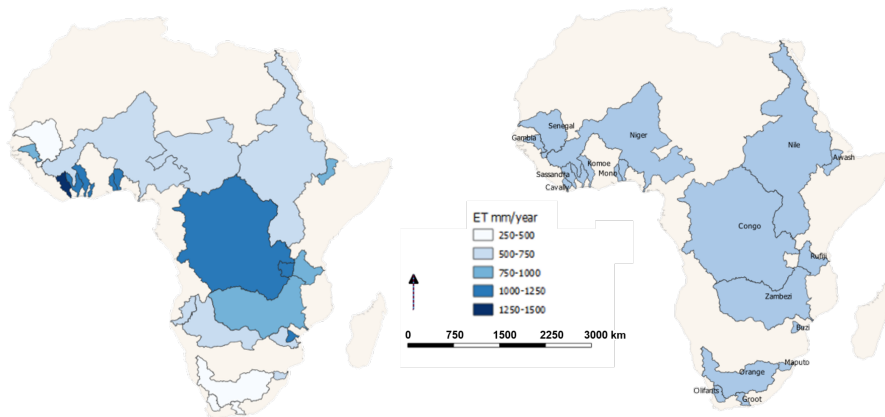 ET mm/year
250-500
500-750
750-1000
1000-1250
1250-1500
0 750 1500 2250 3000 km
Senegal
Gambia
Niger
Nile
Komoe
Awash
Sassandra
Mono
Cavally
Congo
Rufiji
Zambezi
Buzi
Maputo
Orange
Olifants
Groot